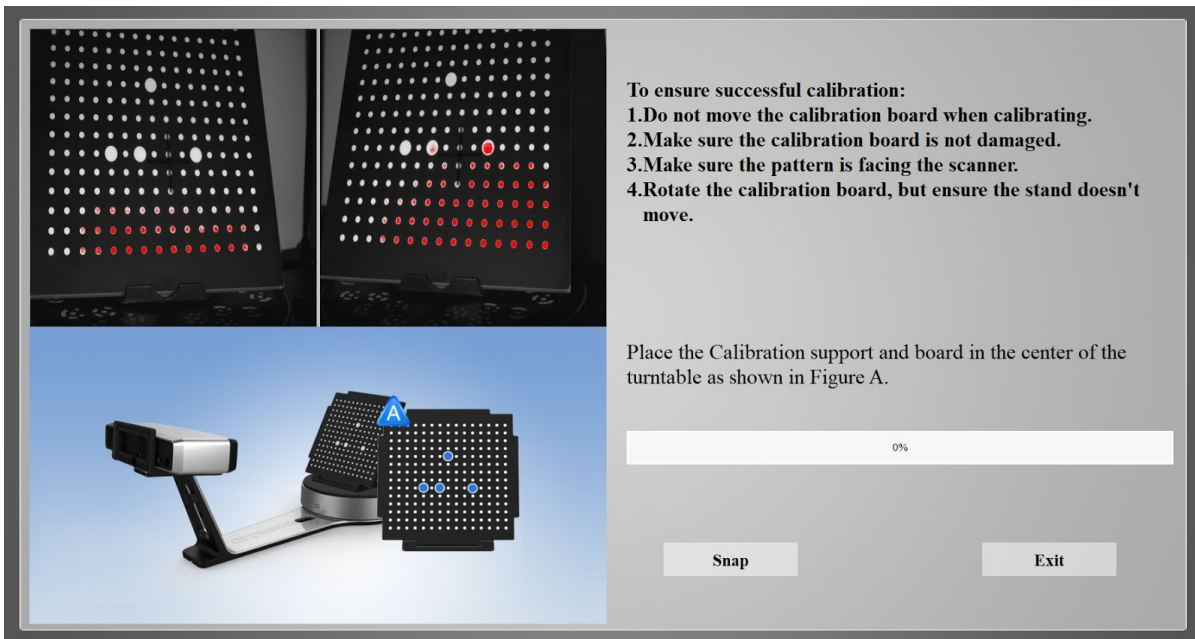 To ensure successful calibration:
1.Do not move the calibration board when calibrating.
2.Make sure the calibration board is not damaged.
3.Make sure the pattern is facing the scanner.
4.Rotate the calibration board, but ensure the stand doesn't
move.
Place the Calibration support and board in the center of the
turntable as shown in Figure A.
A
0%
Snap
Exit